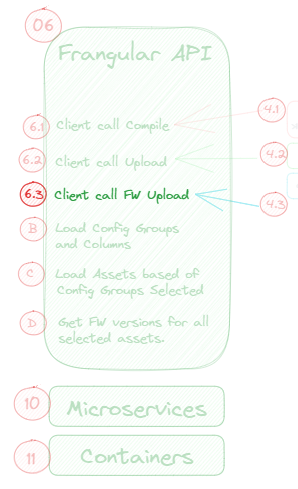 06
Frangular API
4.1
6.1 Client call Compile
4.2
6.2 Client call Upload
6.3 Client call FW Upload
4.3
B Load Config Groups
and Columns
C Load Assets based of
Config Groups Selected
D Get FW versions for all
selected assets.
10 Microservices
11 Containers